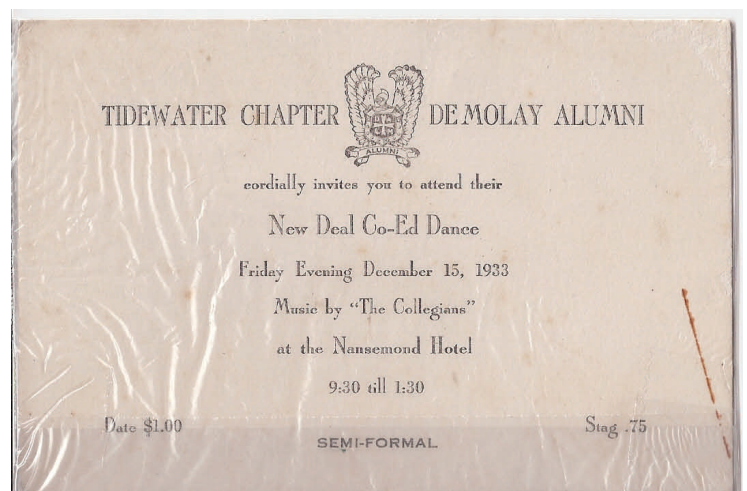 TIDEWATER CHAPTER DE MOLAY ALUMNI
ALUMNI
cordially invites you to attend their
New Deal Co-Ed Dance
Friday Evening December 15, 1933
Music by "The Collegians"
at the Nansemond Hotel
9:30 till 1:30
Date $1.00 Stag .75
SEMI-FORMAL